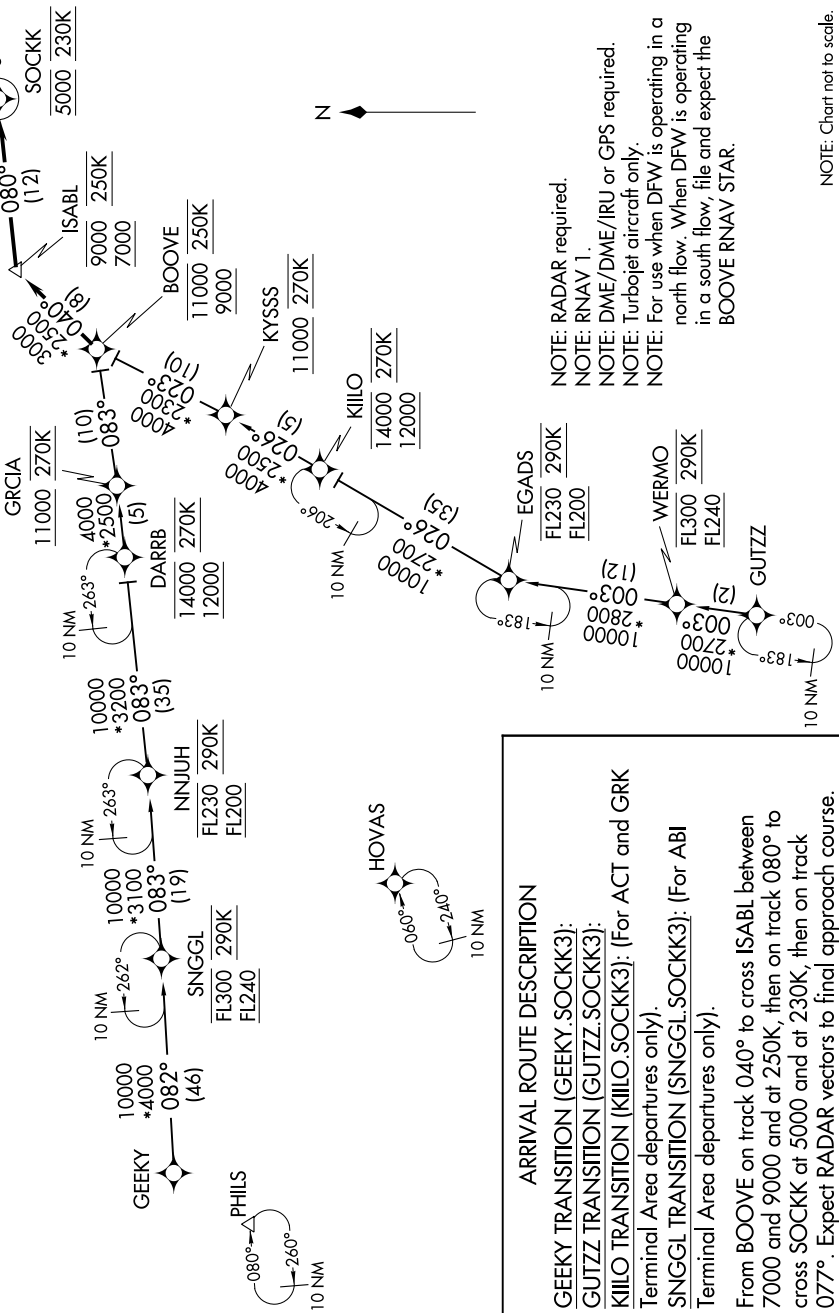 SOCKK
5000 230K
080°
(12)
ISABL
9000 250K
7000
3000
*2500
040°
(8)
BOOVE
11000 250K
9000
GRCIA
11000 270K
(10)
083°
4000
*2500
(5)
DARRB
14000 270K
12000
263°
10 NM
10000
*3200
083°
(35)
NNJUH
FL230 290K
FL200
263°
10 NM
10000
*3100
083°
(19)
SNGGL
FL300 290K
FL240
262°
10 NM
10000
*4000
082°
(46)
GEEKY
PHILS
080°
260°
10 NM
HOVAS
060°
240°
10 NM
4000
*2300
023°
(10)
KYSSS
11000 270K
4000
*2500
026°
(5)
KIILO
14000 270K
12000
206°
10 NM
10000
*2700
026°
(35)
EGADS
FL230 290K
FL200
183°
10 NM
10000
*2800
003°
(12)
WERMO
FL300 290K
FL240
10000
*2700
003°
(2)
GUTZZ
183°
003°
10 NM
N
NOTE: RADAR required.
NOTE: RNAV 1.
NOTE: DME/DME/IRU or GPS required.
NOTE: Turbojet aircraft only.
NOTE: For use when DFW is operating in a
north flow. When DFW is operating
in a south flow, file and expect the
BOOVE RNAV STAR.
NOTE: Chart not to scale.
ARRIVAL ROUTE DESCRIPTION
GEEKY TRANSITION (GEEKY.SOCKK3):
GUTZZ TRANSITION (GUTZZ.SOCKK3):
KIILO TRANSITION (KIILO.SOCKK3): (For ACT and GRK
Terminal Area departures only).
SNGGL TRANSITION (SNGGL.SOCKK3): (For ABI
Terminal Area departures only).
From BOOVE on track 040° to cross ISABL between
7000 and 9000 and at 250K, then on track 080° to
cross SOCKK at 5000 and at 230K, then on track
077°. Expect RADAR vectors to final approach course.